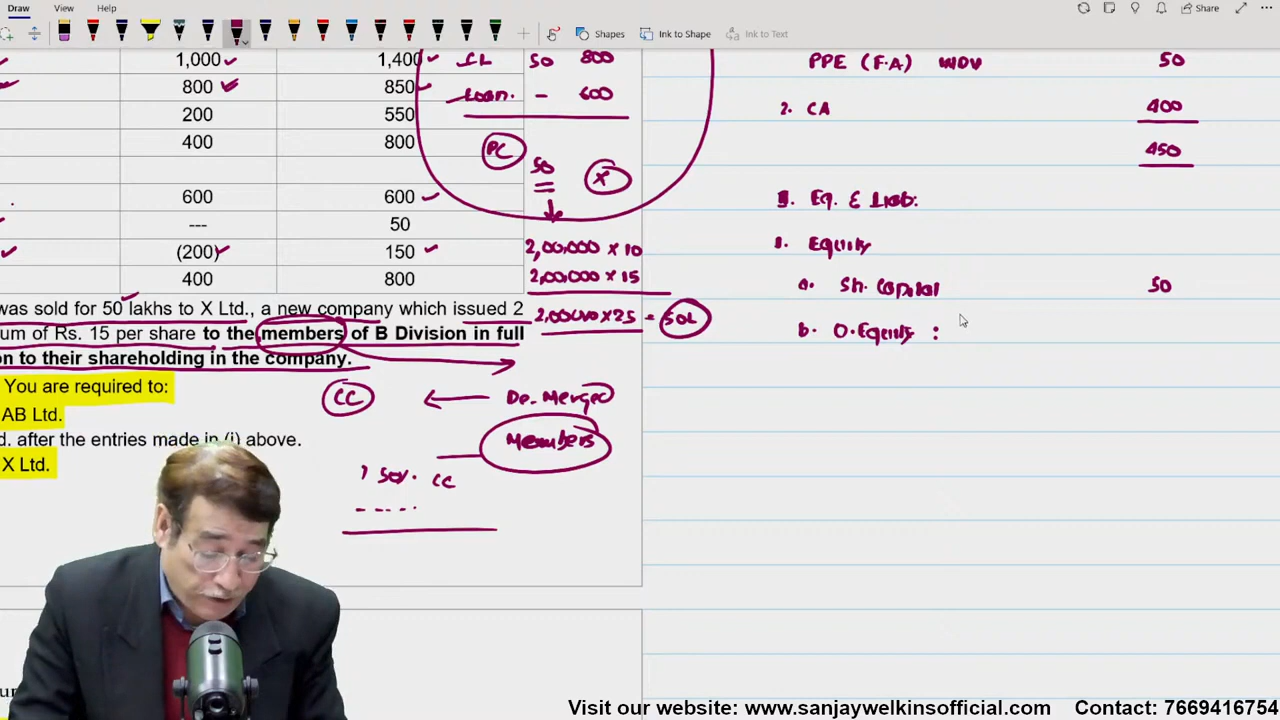 Draw View Help
Share
Shapes Ink to Shape Ink to Text
1,000 1,400 50 800
800 850 Loan. - 600
200 550
400 800 PC 50 X
600 600
--- 50
(200) 150 2,00,000 × 10
400 800 2,00,000 × 15
was sold for 50 lakhs to X Ltd., a new company which issued 2
2,00,000 × 25 = 50L
um of Rs. 15 per share to the members of B Division in full
on to their shareholding in the company.
You are required to:
AB Ltd.
d. after the entries made in (i) above.
X Ltd.
CC De-Merged
Members
CC
PPE (F.A) WDV 50
2. CA 400
450
II. Eq. & Liab.
1. Equity
a. Sh. Capital 50
b. O.Equity :
Visit our website: www.sanjaywelkinsofficial.com Contact: 7669416754